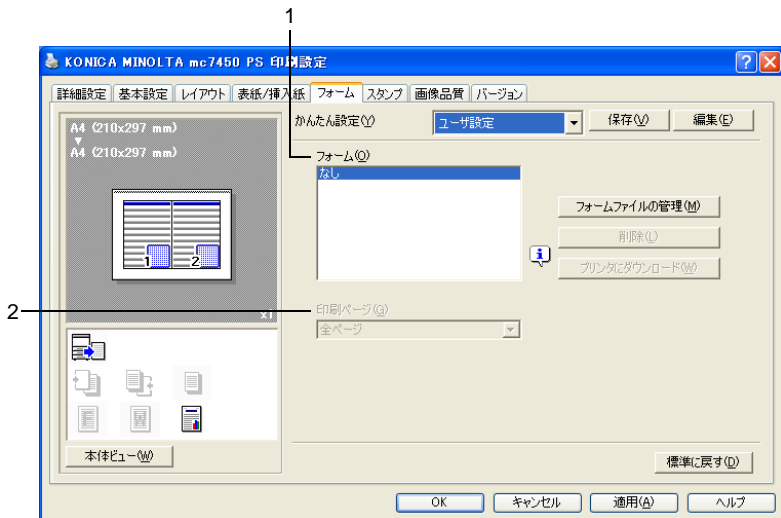 1
KONICA MINOLTA mc7450 PS 印刷設定
詳細設定 基本設定 レイアウト 表紙/挿入紙 フォーム スタンプ 画像品質 バージョン
A4 (210x297 mm)
A4 (210x297 mm)
かんたん設定(Y) ユーザ設定 保存(V) 編集(E)
フォーム(O)
なし
フォームファイルの管理(M)
削除(L)
プリンタにダウンロード(W)
1 2
2
x1
印刷ページ(G)
全ページ
本体ビュー(W)
標準に戻す(D)
OK キャンセル 適用(A) ヘルプ